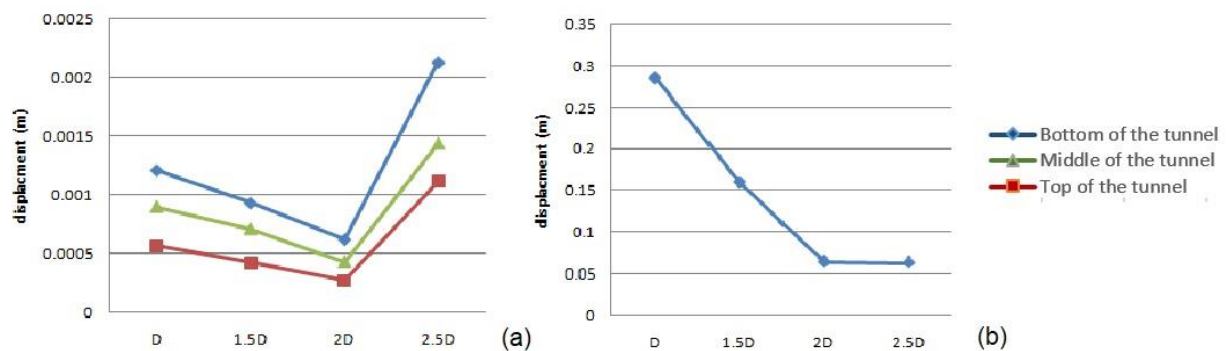 displacment (m)
0.0025
0.002
0.0015
0.001
0.0005
0
D 1.5D 2D 2.5D
(a)
displacment (m)
0.35
0.3
0.25
0.2
0.15
0.1
0.05
0
D 1.5D 2D 2.5D
(b)
Bottom of the tunnel
Middle of the tunnel
Top of the tunnel